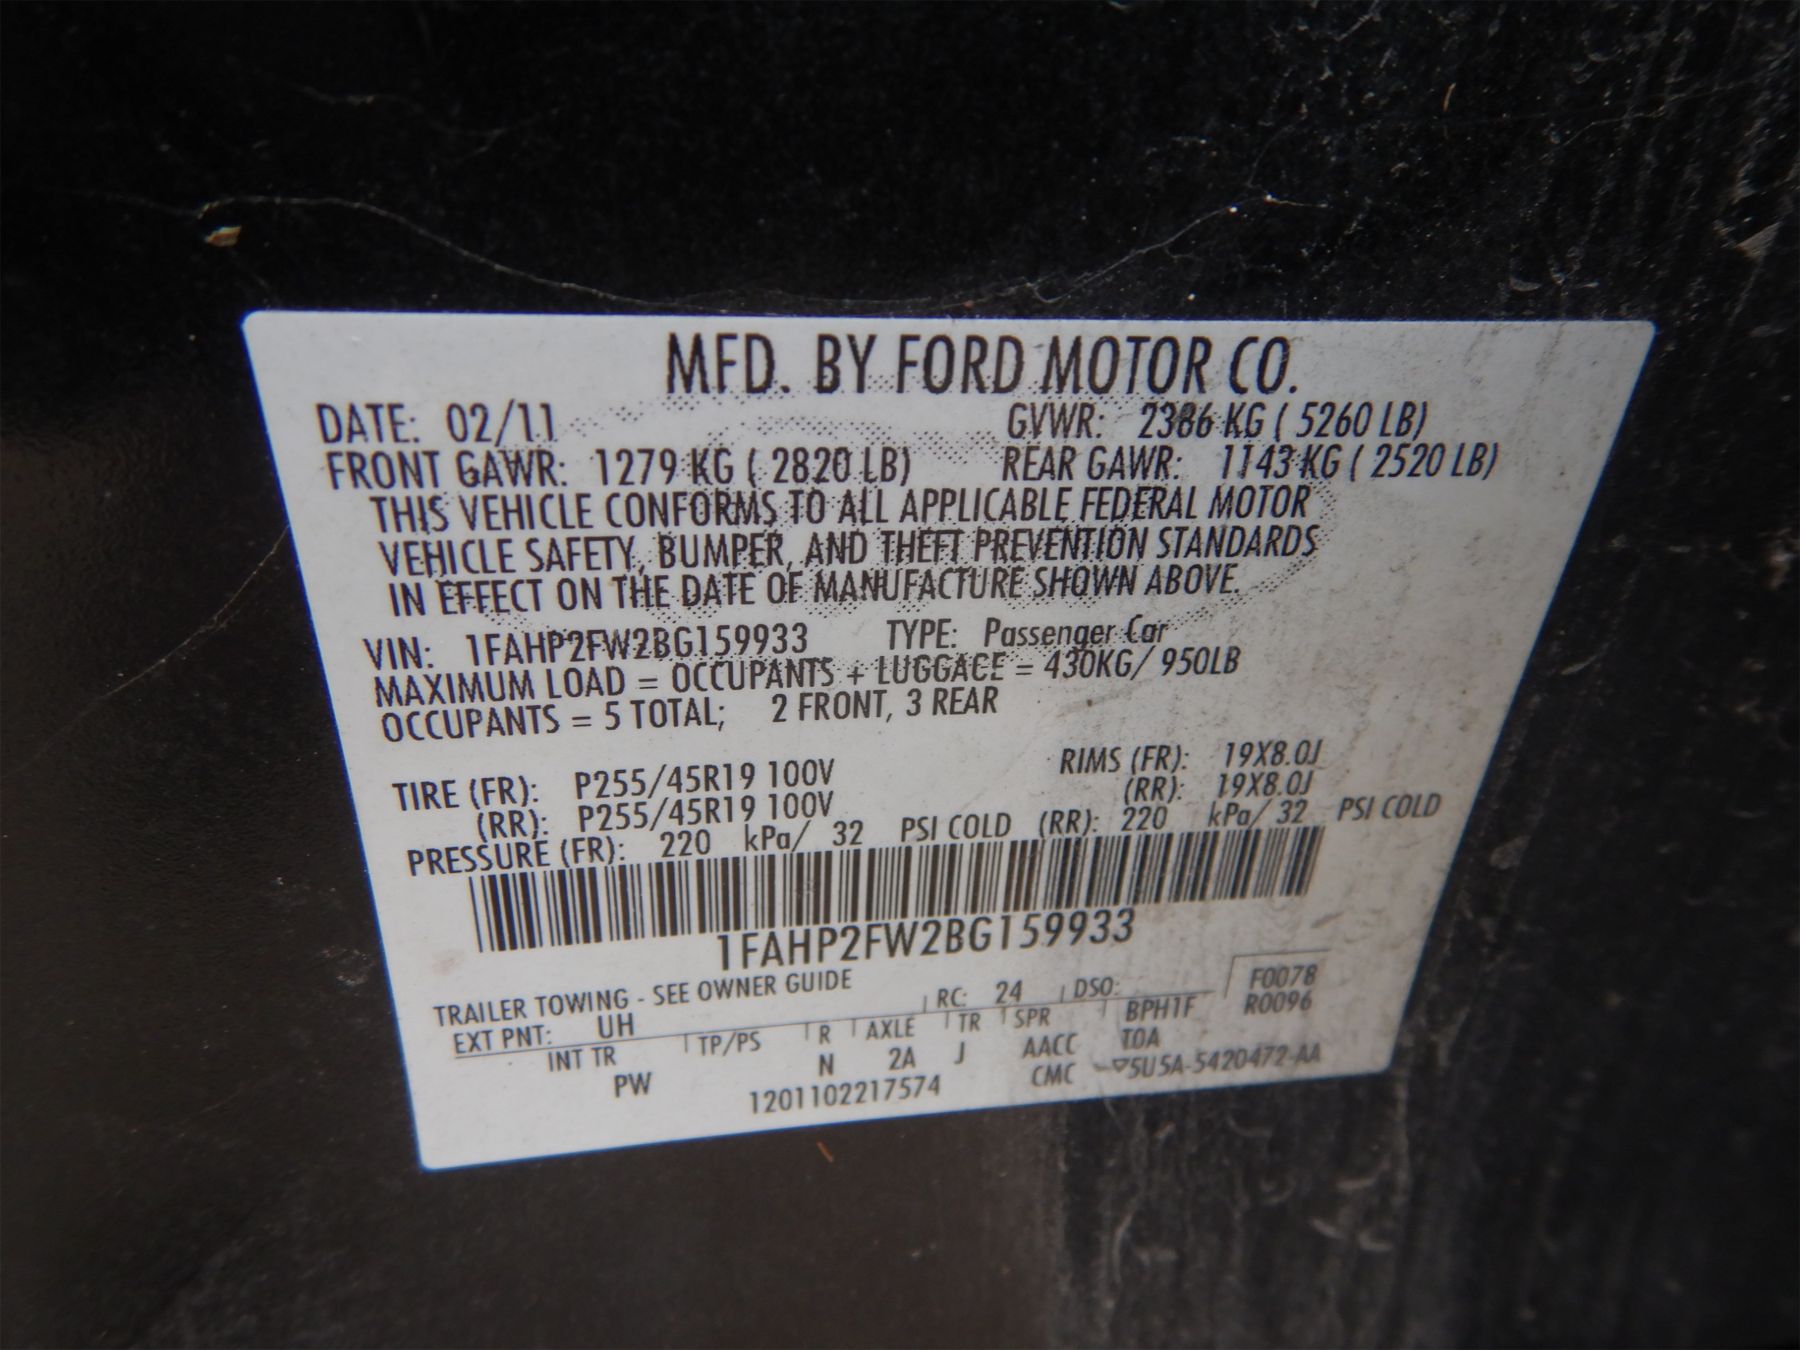 MFD. BY FORD MOTOR CO.
DATE: 02/11 GVWR: 2386 KG ( 5260 LB)
FRONT GAWR: 1279 KG ( 2820 LB) REAR GAWR: 1143 KG ( 2520 LB)
THIS VEHICLE CONFORMS TO ALL APPLICABLE FEDERAL MOTOR
VEHICLE SAFETY, BUMPER, AND THEFT PREVENTION STANDARDS
IN EFFECT ON THE DATE OF MANUFACTURE SHOWN ABOVE.
VIN: 1FAHP2FW2BG159933 TYPE: Passenger Car
MAXIMUM LOAD = OCCUPANTS + LUGGAGE = 430KG/ 950LB
OCCUPANTS = 5 TOTAL; 2 FRONT, 3 REAR
TIRE (FR): P255/45R19 100V RIMS (FR): 19X8.0J
(RR): P255/45R19 100V (RR): 19X8.0J
PRESSURE (FR): 220 kPa/ 32 PSI COLD (RR): 220 kPa/ 32 PSI COLD
1FAHP2FW2BG159933
TRAILER TOWING - SEE OWNER GUIDE F0078
EXT PNT: UH RC: 24 DSO: R0096
INT TR TP/PS R AXLE TR SPR BPH1F
PW N 2A J AACC TOA
1201102217574 CMC 5U5A-5420472-AA